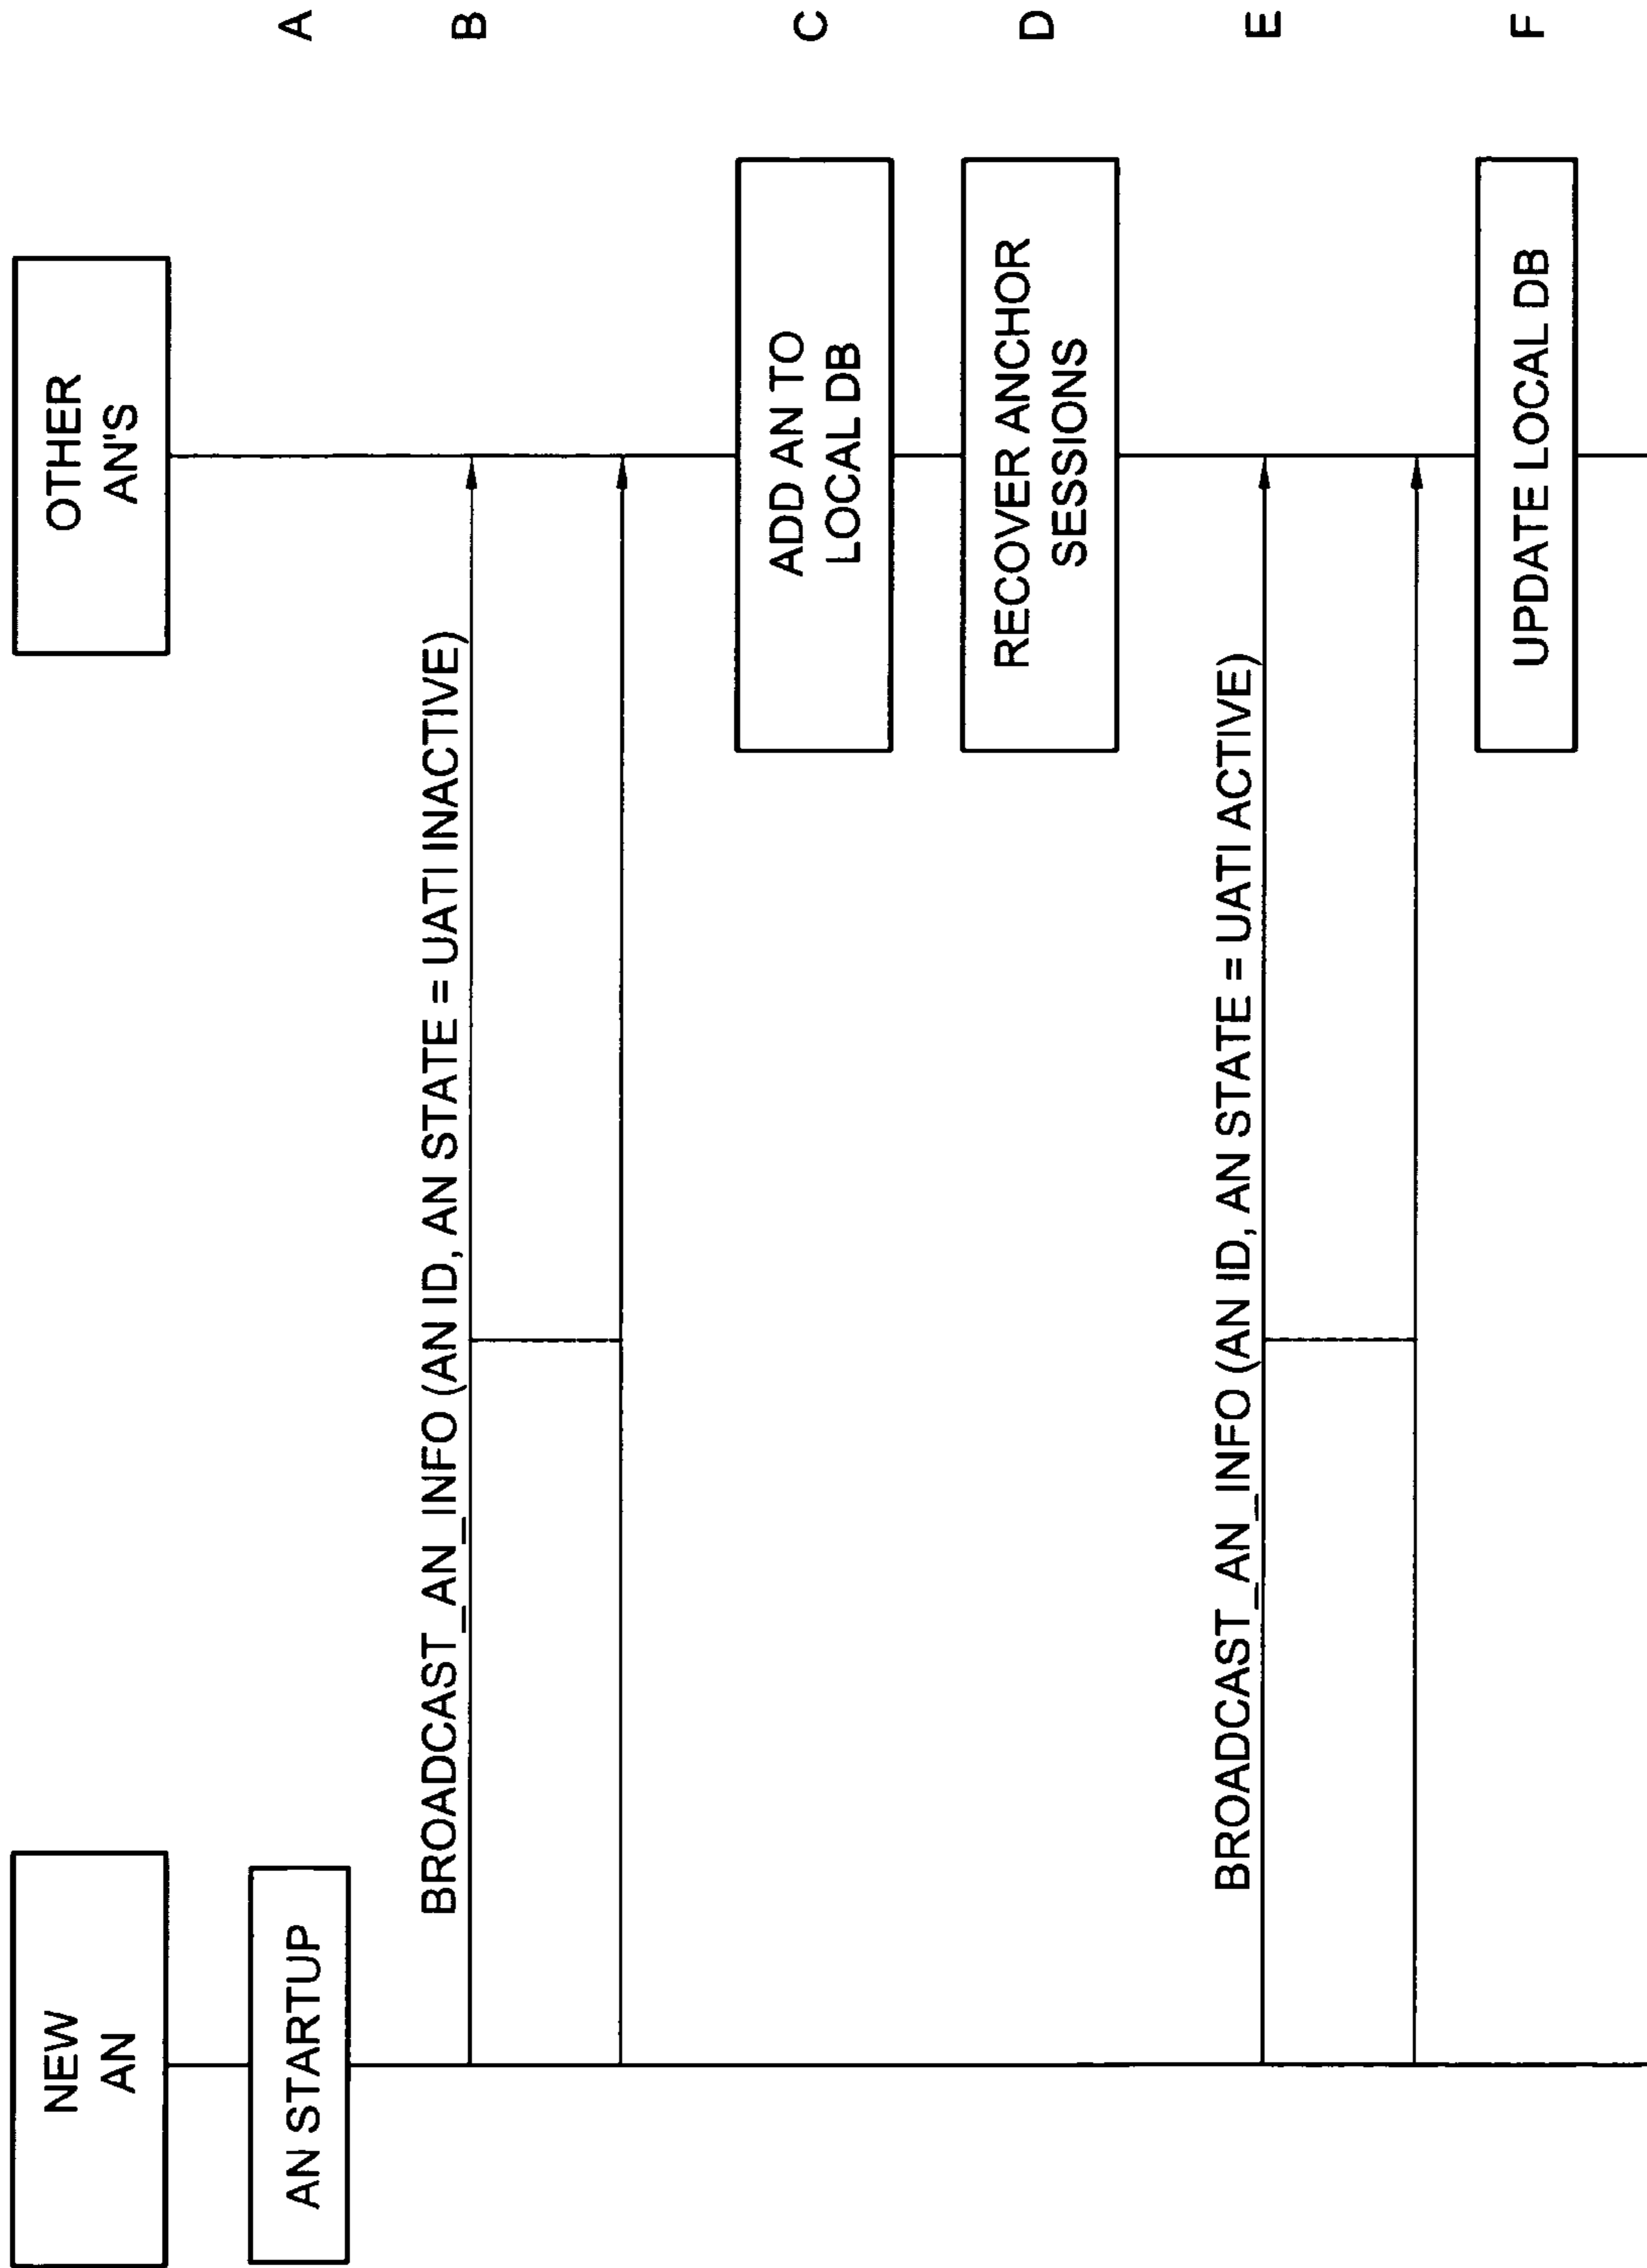 NEW
AN
OTHER
AN'S
AN STARTUP
A
BROADCAST_AN_INFO (AN ID, AN STATE = UATI INACTIVE)
B
ADD AN TO
LOCAL DB
C
RECOVER ANCHOR
SESSIONS
D
BROADCAST_AN_INFO (AN ID, AN STATE = UATI ACTIVE)
E
UPDATE LOCAL DB
F